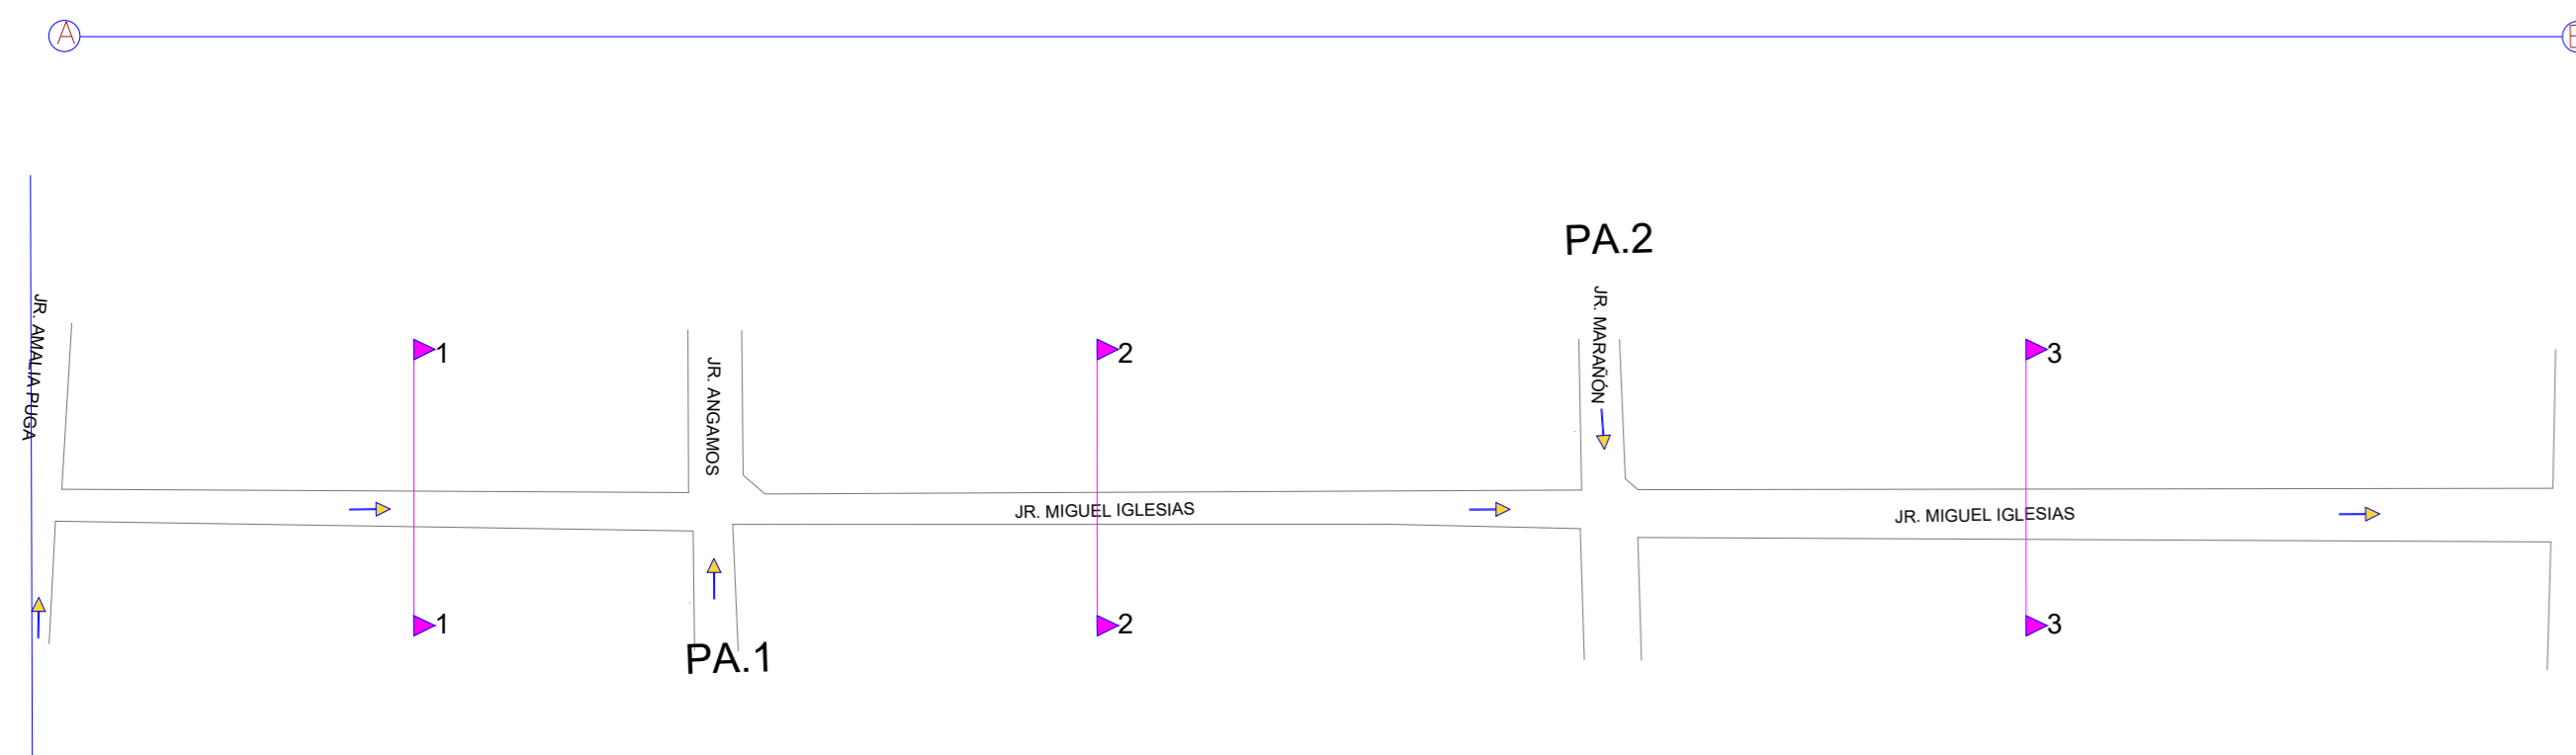 A
PA.2
JR. AMALIA PUGA
JR. MARAÑÓN
1
JR. ANGAMOS
2
3
JR. MIGUEL IGLESIAS
JR. MIGUEL IGLESIAS
1
2
3
PA.1